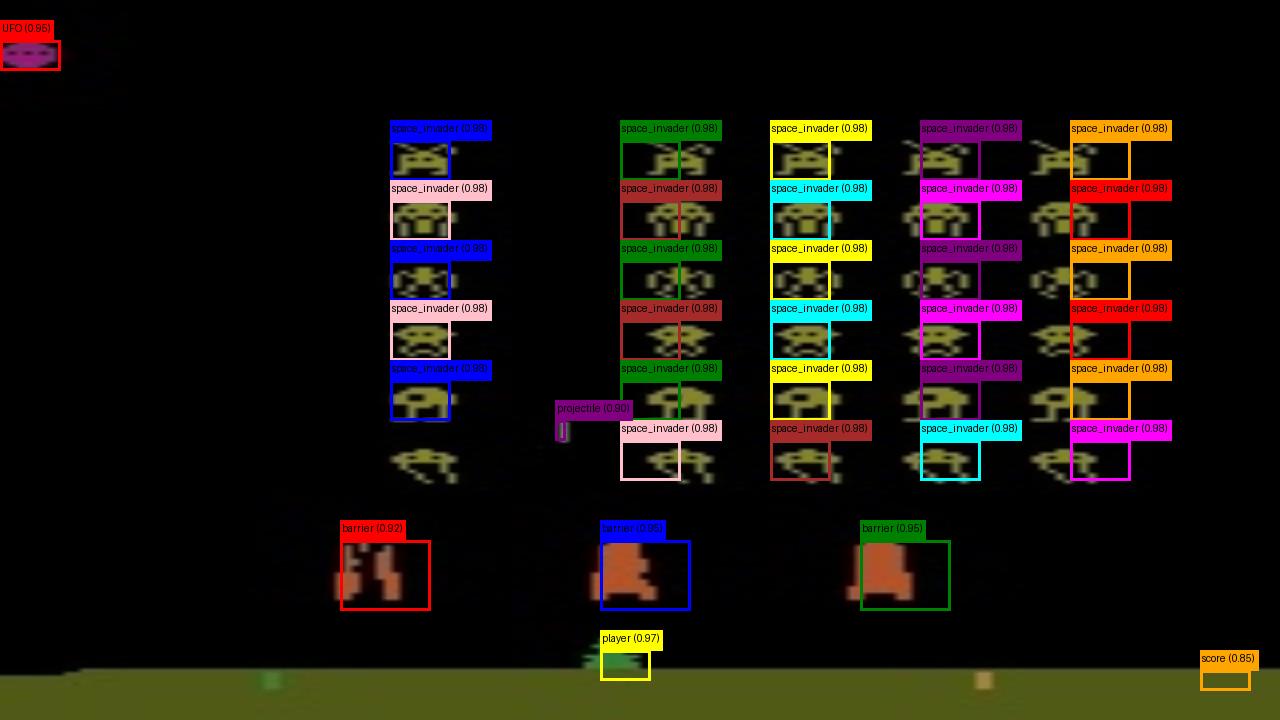 UFO (0.95)
space_invader (0.98) space_invader (0.98) space_invader (0.98) space_invader (0.98) space_invader (0.98)
space_invader (0.98) space_invader (0.98) space_invader (0.98) space_invader (0.98) space_invader (0.98)
space_invader (0.98) space_invader (0.98) space_invader (0.98) space_invader (0.98) space_invader (0.98)
space_invader (0.98) space_invader (0.98) space_invader (0.98) space_invader (0.98) space_invader (0.98)
space_invader (0.98) space_invader (0.98) space_invader (0.98) space_invader (0.98) space_invader (0.98)
projectile (0.90)
space_invader (0.98) space_invader (0.98) space_invader (0.98) space_invader (0.98)
barrier (0.92) barrier (0.95) barrier (0.95)
player (0.97)
score (0.85)